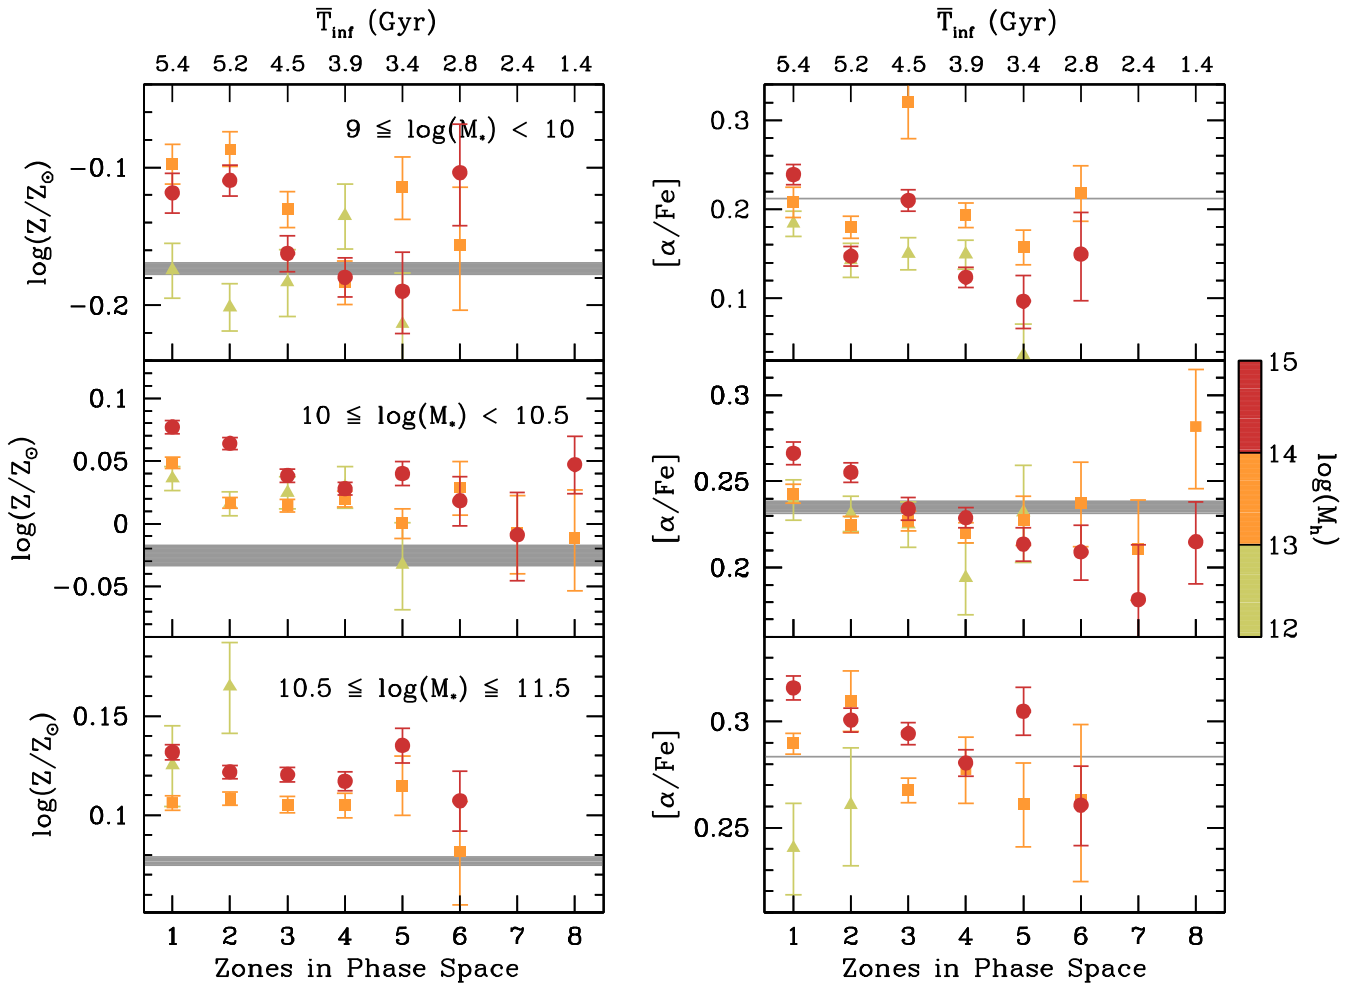 T̅inf (Gyr)
5.4 5.2 4.5 3.9 3.4 2.8 2.4 1.4
9 ≦ log(M*) < 10
−0.1
−0.2
log(Z/Z⊙)
10 ≦ log(M*) < 10.5
0.1
0.05
0
−0.05
log(Z/Z⊙)
10.5 ≦ log(M*) ≦ 11.5
0.15
0.1
log(Z/Z⊙)
1 2 3 4 5 6 7 8
Zones in Phase Space
T̅inf (Gyr)
5.4 5.2 4.5 3.9 3.4 2.8 2.4 1.4
0.3
0.2
0.1
[α/Fe]
0.3
0.25
0.2
[α/Fe]
0.3
0.25
[α/Fe]
1 2 3 4 5 6 7 8
Zones in Phase Space
15
14
13
12
log(Mh)